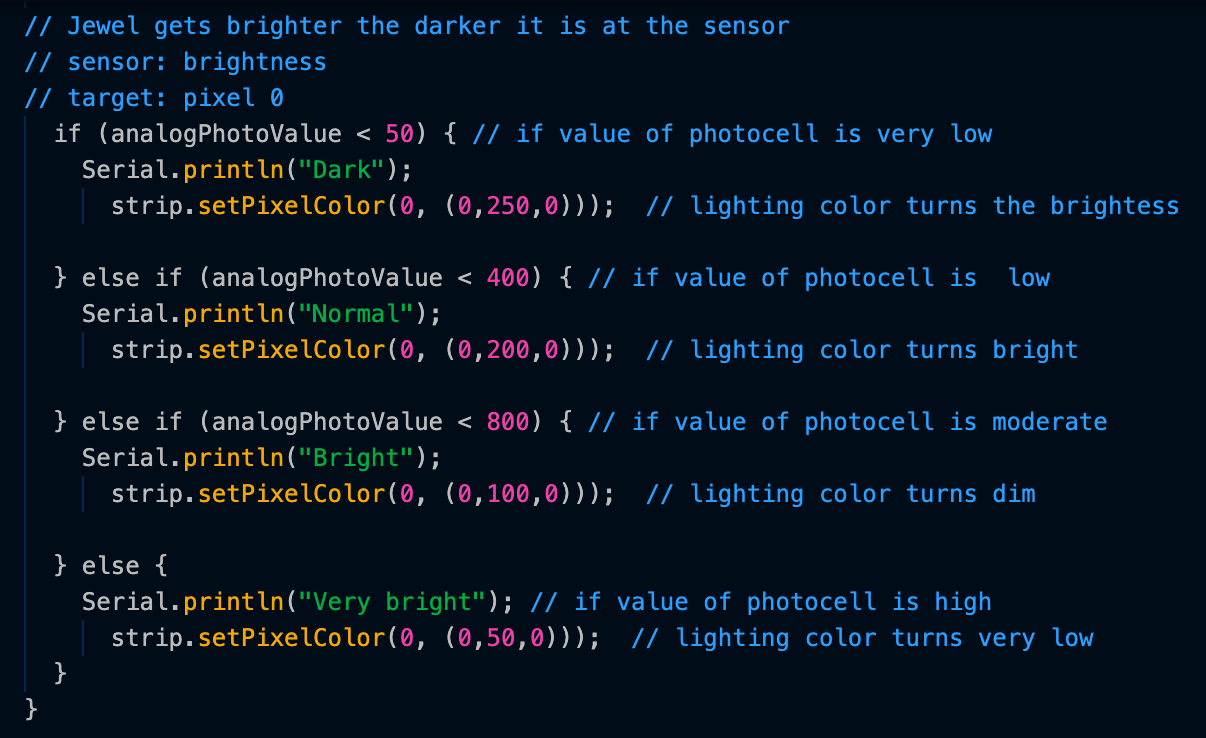 // Jewel gets brighter the darker it is at the sensor
// sensor: brightness
// target: pixel 0
  if (analogPhotoValue < 50) { // if value of photocell is very low
    Serial.println("Dark");
      strip.setPixelColor(0, (0,250,0)));  // lighting color turns the brightess

  } else if (analogPhotoValue < 400) { // if value of photocell is  low
    Serial.println("Normal");
      strip.setPixelColor(0, (0,200,0)));  // lighting color turns bright

  } else if (analogPhotoValue < 800) { // if value of photocell is moderate
    Serial.println("Bright");
      strip.setPixelColor(0, (0,100,0)));  // lighting color turns dim

  } else {
    Serial.println("Very bright"); // if value of photocell is high
      strip.setPixelColor(0, (0,50,0)));  // lighting color turns very low
  }
}